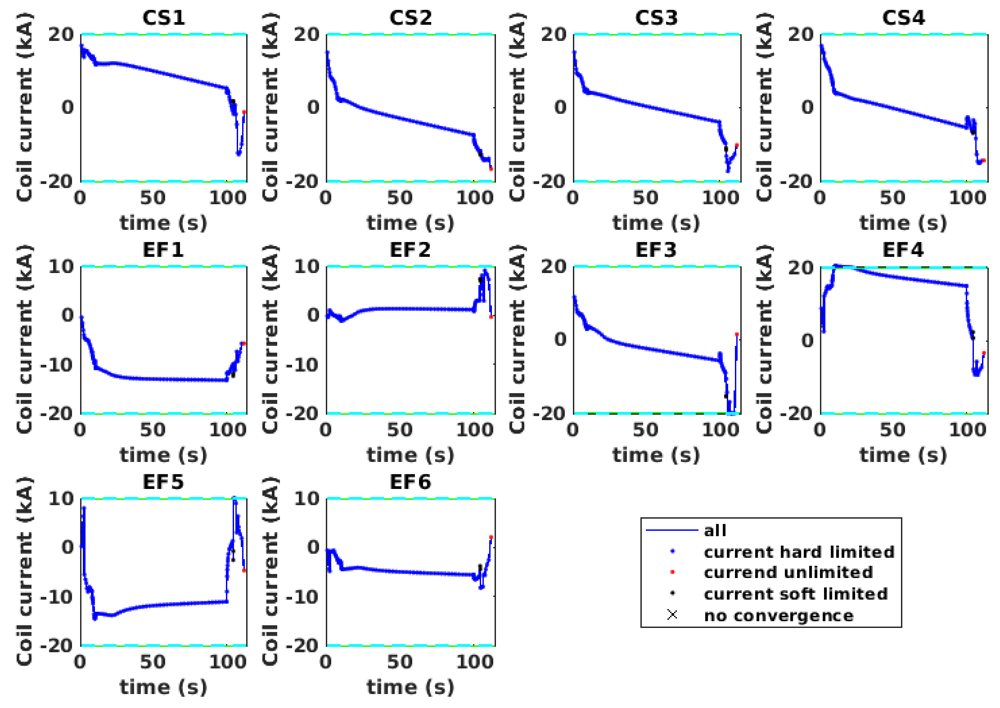 CS1 CS2 CS3 CS4
Coil current (kA) Coil current (kA) Coil current (kA) Coil current (kA)
20 20 20 20
0 0 0 0
-20 -20 -20 -20
0 50 100 0 50 100 0 50 100 0 50 100
time (s) time (s) time (s) time (s)
EF1 EF2 EF3 EF4
Coil current (kA) Coil current (kA) Coil current (kA) Coil current (kA)
10 10 20 20
0 0 0 0
-10 -10
-20 -20 -20 -20
0 50 100 0 50 100 0 50 100 0 50 100
time (s) time (s) time (s) time (s)
EF5 EF6
Coil current (kA) Coil current (kA)
10 10
0 0
-10 -10
-20 -20
0 50 100 0 50 100
time (s) time (s)
all
current hard limited
currend unlimited
current soft limited
no convergence